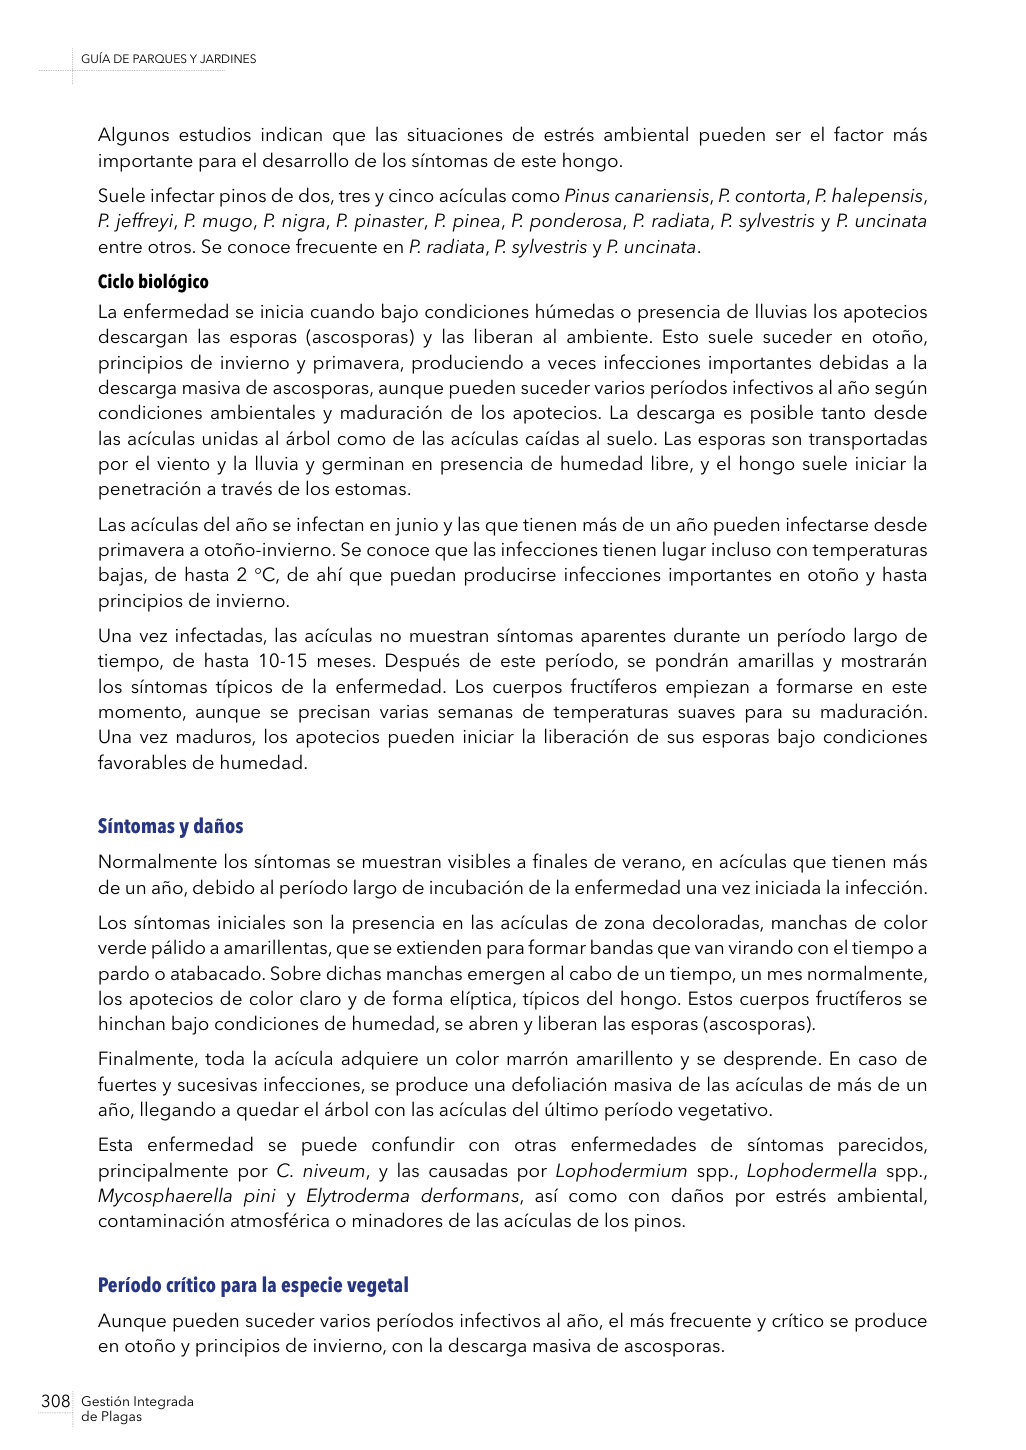 GUÍA DE PARQUES Y JARDINES
Algunos estudios indican que las situaciones de estrés ambiental pueden ser el factor más
importante para el desarrollo de los síntomas de este hongo.
Suele infectar pinos de dos, tres y cinco acículas como Pinus canariensis, P. contorta, P. halepensis,
P. jeffreyi, P. mugo, P. nigra, P. pinaster, P. pinea, P. ponderosa, P. radiata, P. sylvestris y P. uncinata
entre otros. Se conoce frecuente en P. radiata, P. sylvestris y P. uncinata.
Ciclo biológico
La enfermedad se inicia cuando bajo condiciones húmedas o presencia de lluvias los apotecios
descargan las esporas (ascosporas) y las liberan al ambiente. Esto suele suceder en otoño,
principios de invierno y primavera, produciendo a veces infecciones importantes debidas a la
descarga masiva de ascosporas, aunque pueden suceder varios períodos infectivos al año según
condiciones ambientales y maduración de los apotecios. La descarga es posible tanto desde
las acículas unidas al árbol como de las acículas caídas al suelo. Las esporas son transportadas
por el viento y la lluvia y germinan en presencia de humedad libre, y el hongo suele iniciar la
penetración a través de los estomas.
Las acículas del año se infectan en junio y las que tienen más de un año pueden infectarse desde
primavera a otoño-invierno. Se conoce que las infecciones tienen lugar incluso con temperaturas
bajas, de hasta 2 °C, de ahí que puedan producirse infecciones importantes en otoño y hasta
principios de invierno.
Una vez infectadas, las acículas no muestran síntomas aparentes durante un período largo de
tiempo, de hasta 10-15 meses. Después de este período, se pondrán amarillas y mostrarán
los síntomas típicos de la enfermedad. Los cuerpos fructíferos empiezan a formarse en este
momento, aunque se precisan varias semanas de temperaturas suaves para su maduración.
Una vez maduros, los apotecios pueden iniciar la liberación de sus esporas bajo condiciones
favorables de humedad.
Síntomas y daños
Normalmente los síntomas se muestran visibles a finales de verano, en acículas que tienen más
de un año, debido al período largo de incubación de la enfermedad una vez iniciada la infección.
Los síntomas iniciales son la presencia en las acículas de zona decoloradas, manchas de color
verde pálido a amarillentas, que se extienden para formar bandas que van virando con el tiempo a
pardo o atabacado. Sobre dichas manchas emergen al cabo de un tiempo, un mes normalmente,
los apotecios de color claro y de forma elíptica, típicos del hongo. Estos cuerpos fructíferos se
hinchan bajo condiciones de humedad, se abren y liberan las esporas (ascosporas).
Finalmente, toda la acícula adquiere un color marrón amarillento y se desprende. En caso de
fuertes y sucesivas infecciones, se produce una defoliación masiva de las acículas de más de un
año, llegando a quedar el árbol con las acículas del último período vegetativo.
Esta enfermedad se puede confundir con otras enfermedades de síntomas parecidos,
principalmente por C. niveum, y las causadas por Lophodermium spp., Lophodermella spp.,
Mycosphaerella pini y Elytroderma derformans, así como con daños por estrés ambiental,
contaminación atmosférica o minadores de las acículas de los pinos.
Período crítico para la especie vegetal
Aunque pueden suceder varios períodos infectivos al año, el más frecuente y crítico se produce
en otoño y principios de invierno, con la descarga masiva de ascosporas.
308 Gestión Integrada
de Plagas